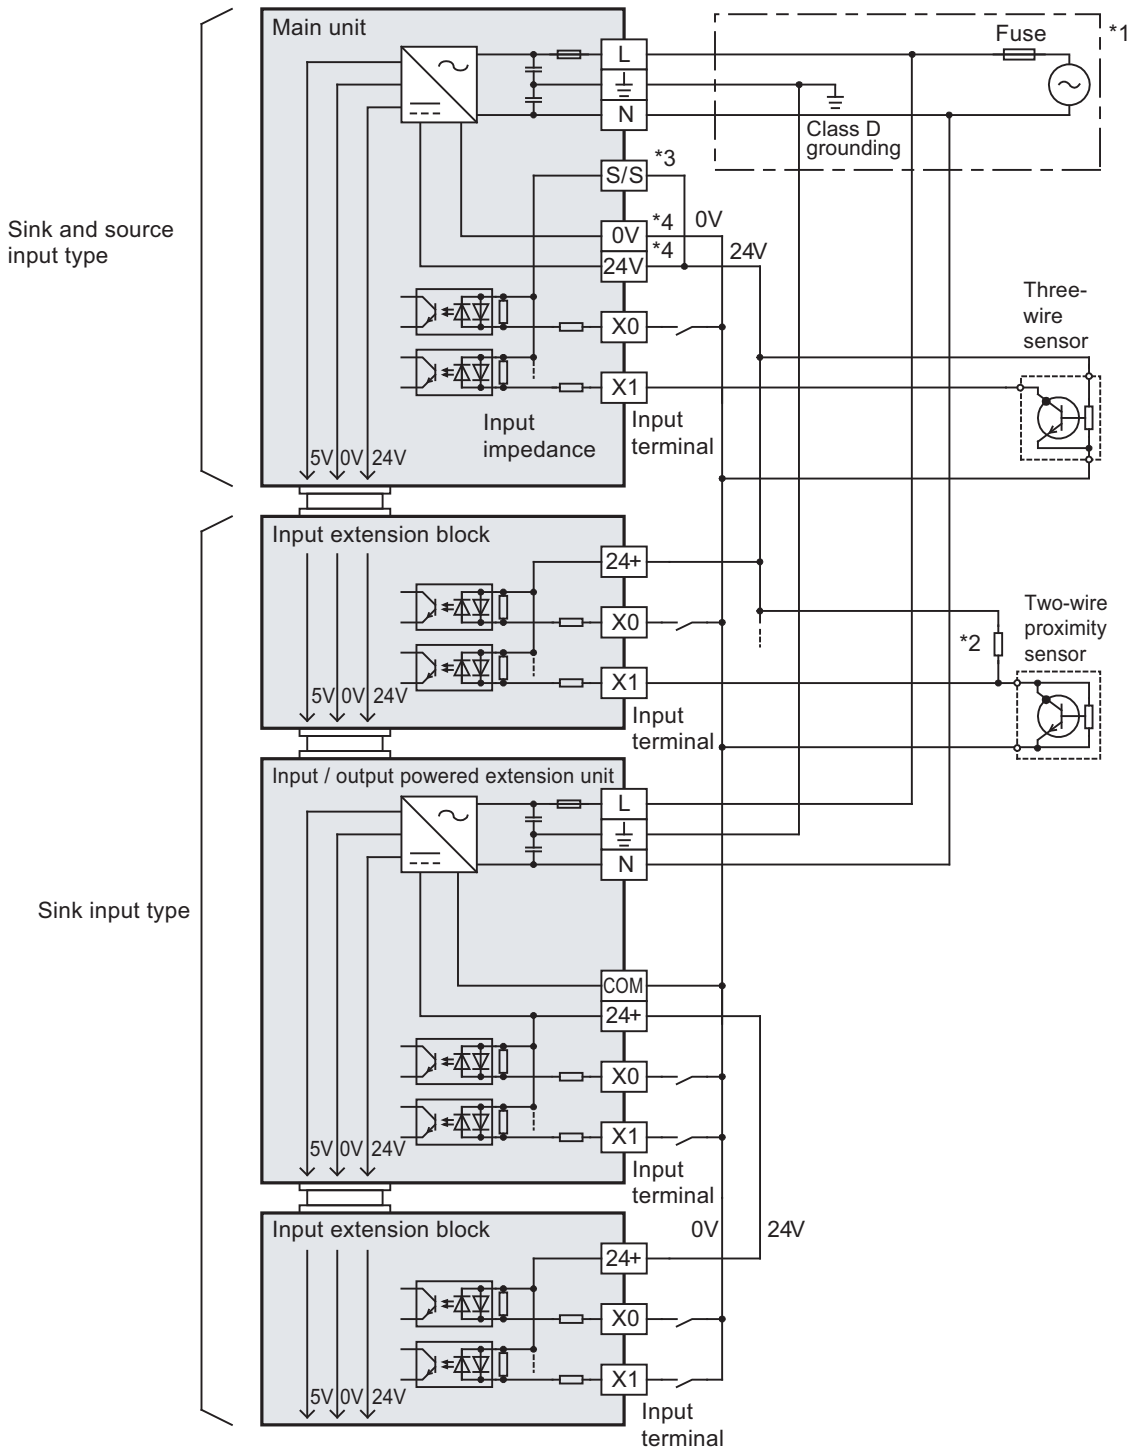 Main unit
L
N
Fuse
*1
Class D
grounding
S/S
*3
Sink and source
input type
0V
*4
0V
24V
*4
24V
X0
Three-
wire
sensor
X1
Input
impedance
Input
terminal
5V
0V
24V
Input extension block
24+
X0
Two-wire
proximity
sensor
*2
X1
5V
0V
24V
Input
terminal
Input / output powered extension unit
L
N
Sink input type
COM
24+
X0
X1
5V
0V
24V
Input
terminal
Input extension block
0V
24V
24+
X0
X1
5V
0V
24V
Input
terminal